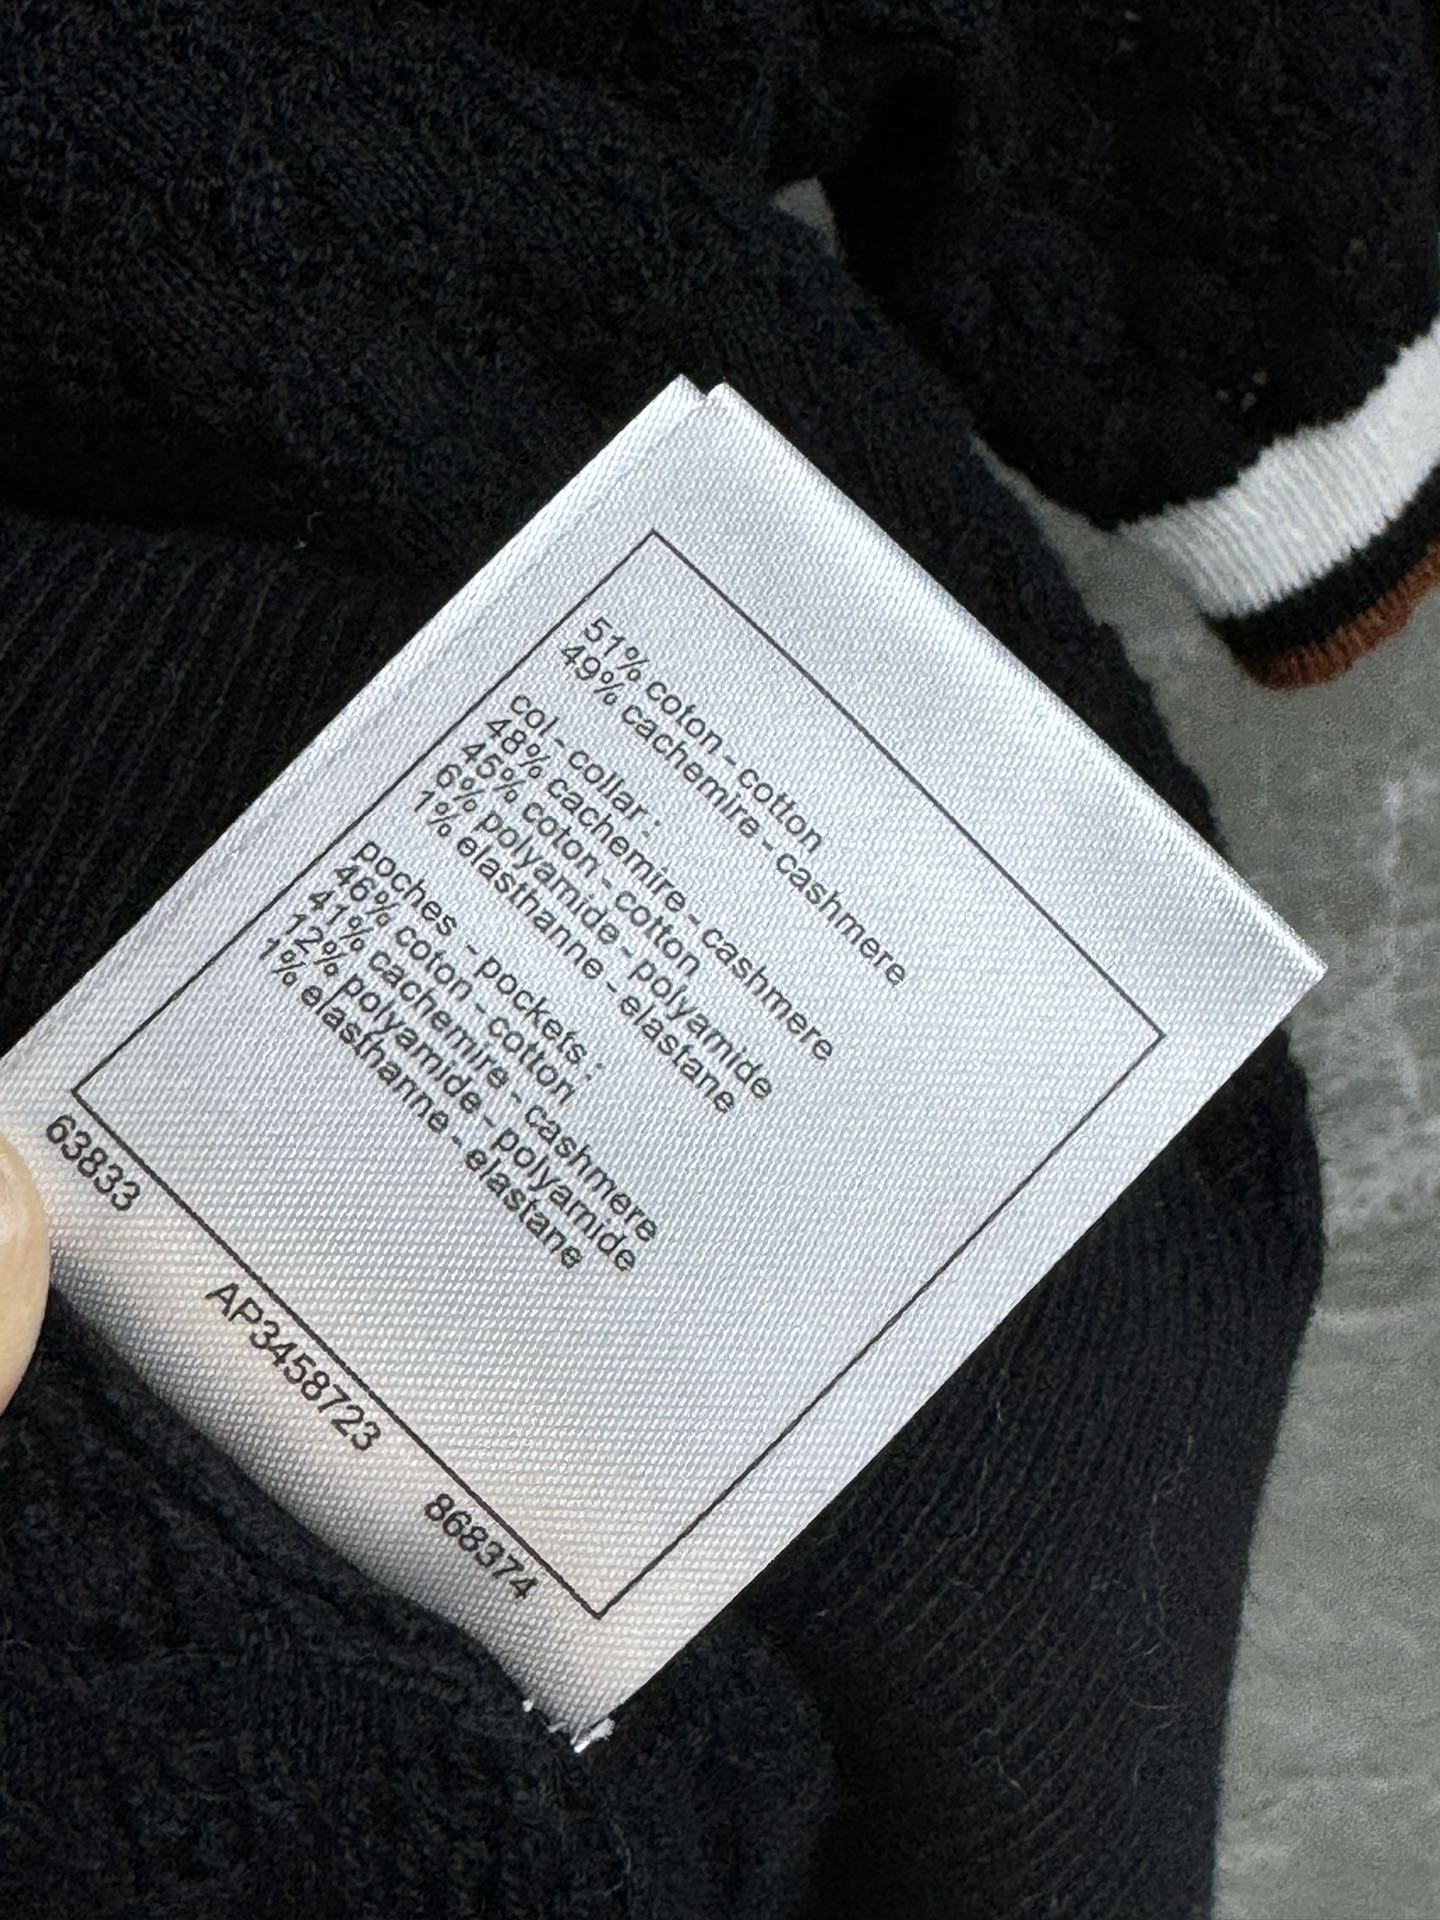 51% coton - cotton
49% cachemire - cashmere
col - collar :
48% cachemire - cashmere
45% coton - cotton
6% polyamide - polyamide
1% elasthanne - elastane
poches - pockets :
46% coton - cotton
41% cachemire - cashmere
12% polyamide - polyamide
1% elasthanne - elastane
63833 AP3458723 868374